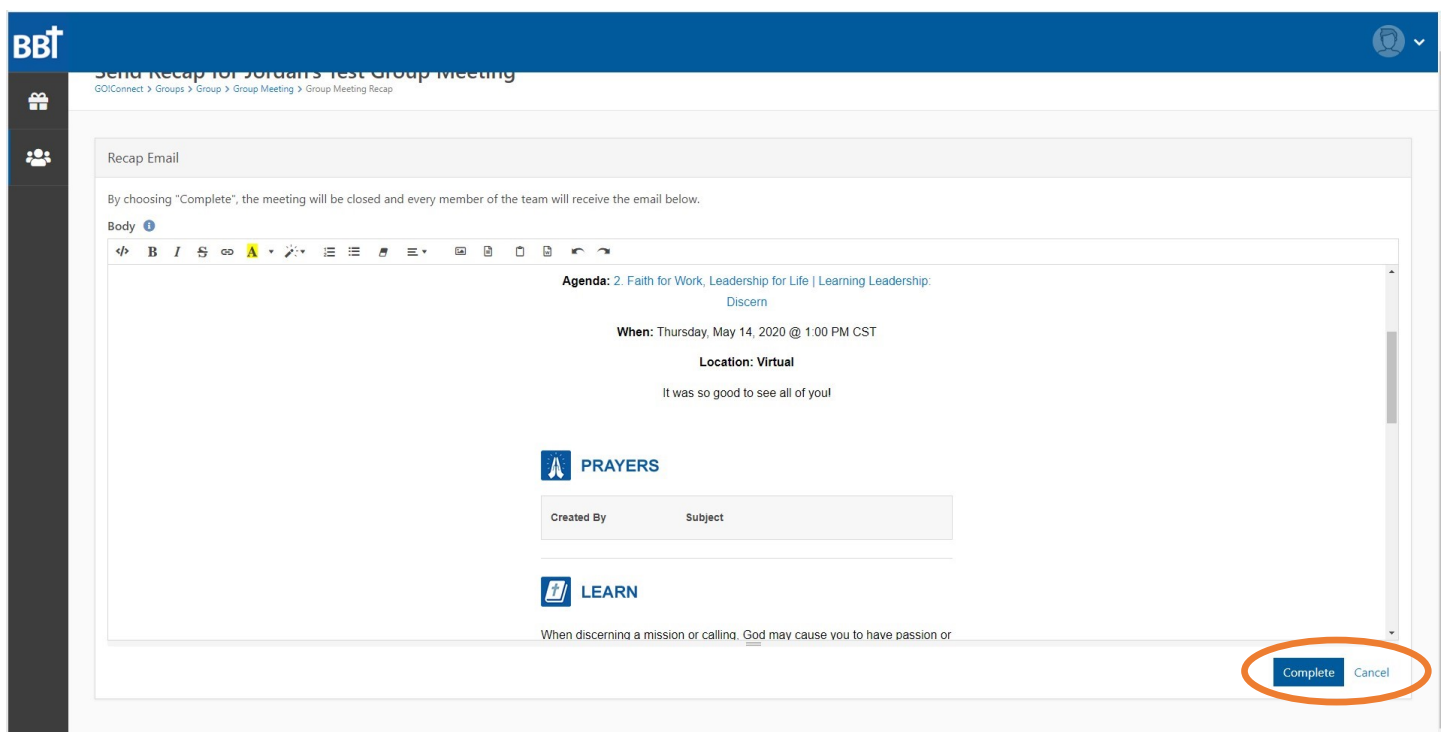 BBT
Send Recap for Jordan's Test Group Meeting
GO!Connect > Groups > Group > Group Meeting > Group Meeting Recap
Recap Email
By choosing "Complete", the meeting will be closed and every member of the team will receive the email below.
Body
Agenda: 2. Faith for Work, Leadership for Life | Learning Leadership:
Discern
When: Thursday, May 14, 2020 @ 1:00 PM CST
Location: Virtual
It was so good to see all of you!
PRAYERS
Created By Subject
LEARN
When discerning a mission or calling, God may cause you to have passion or
Complete Cancel